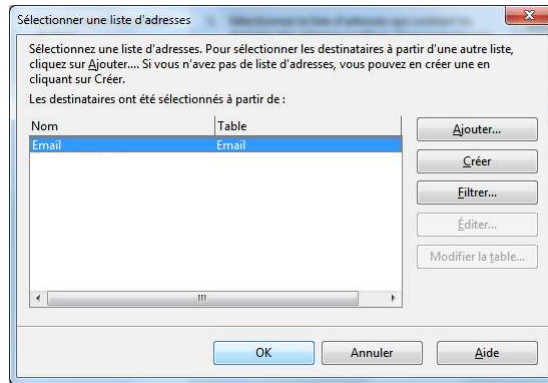 Sélectionner une liste d'adresses
Sélectionnez une liste d'adresses. Pour sélectionner les destinataires à partir d'une autre liste,
cliquez sur Ajouter.... Si vous n'avez pas de liste d'adresses, vous pouvez en créer une en
cliquant sur Créer.
Les destinataires ont été sélectionnés à partir de :
Nom Table
Email Email
Ajouter...
Créer
Filtrer...
Éditer...
Modifier la table...
OK Annuler Aide